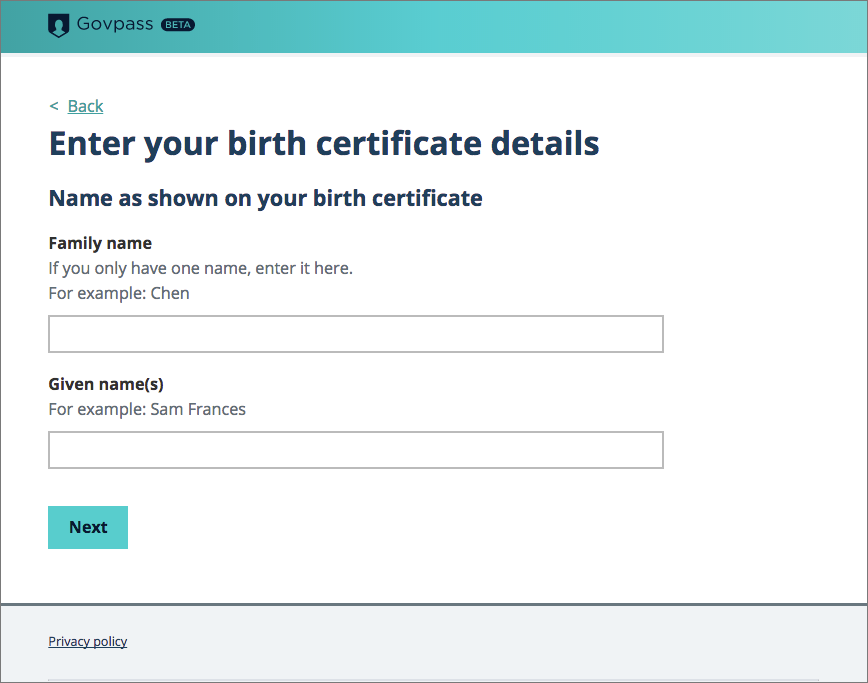 Govpass BETA
< Back
Enter your birth certificate details
Name as shown on your birth certificate
Family name
If you only have one name, enter it here.
For example: Chen
Given name(s)
For example: Sam Frances
Next
Privacy policy